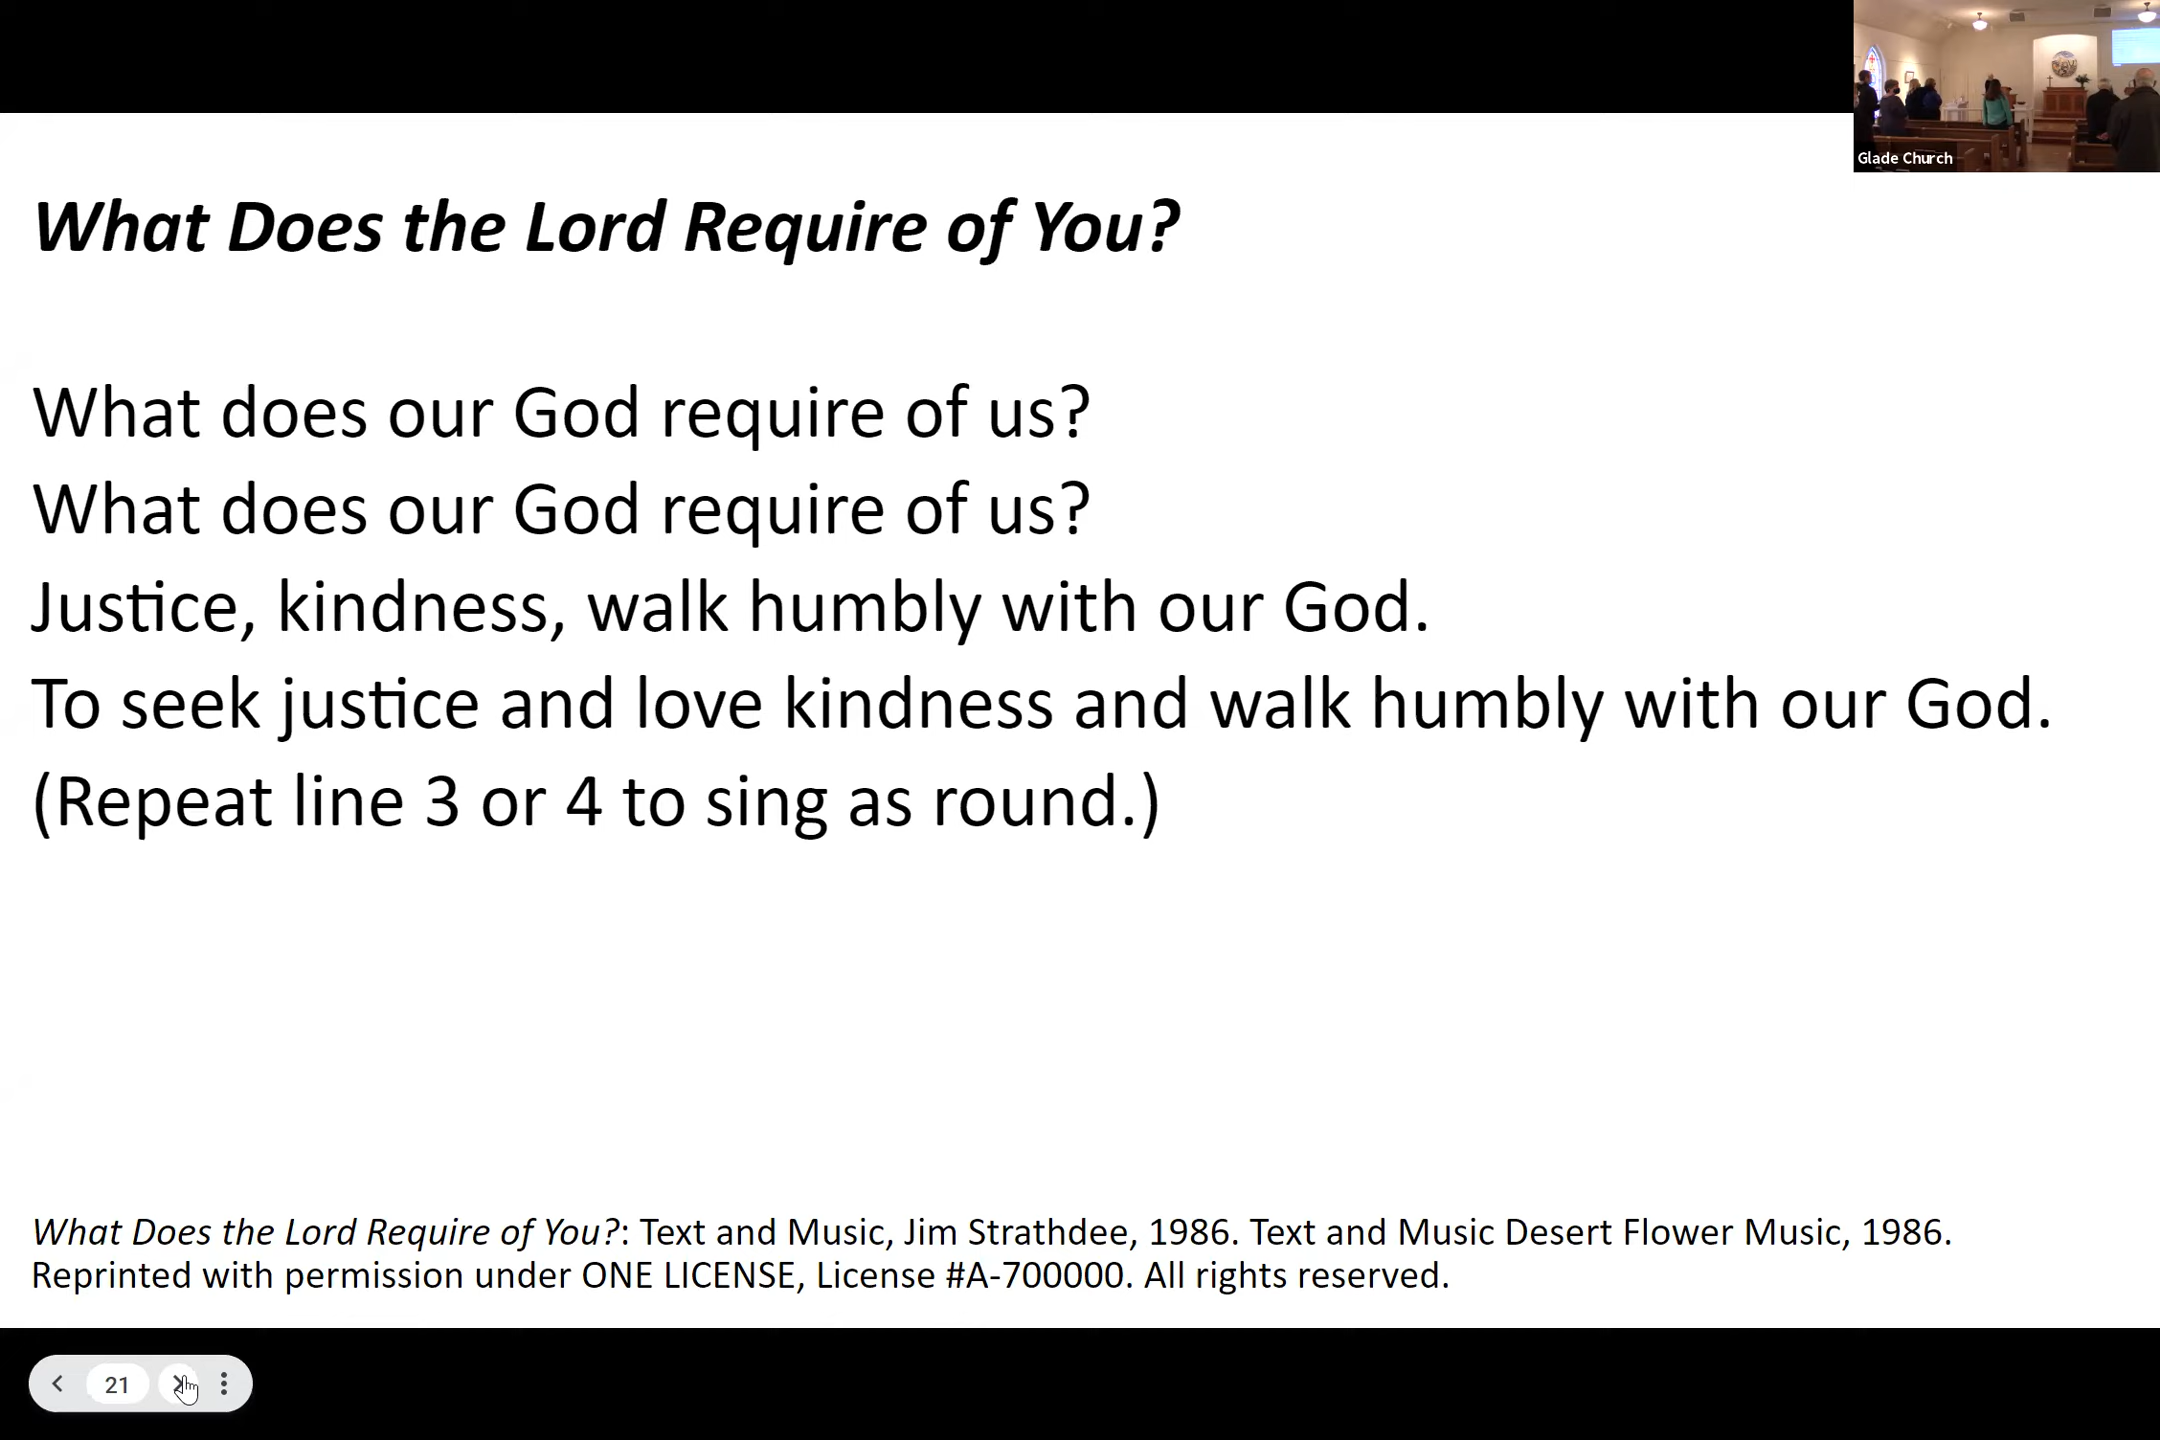 Glade Church
What Does the Lord Require of You?
What does our God require of us?
What does our God require of us?
Justice, kindness, walk humbly with our God.
To seek justice and love kindness and walk humbly with our God.
(Repeat line 3 or 4 to sing as round.)
What Does the Lord Require of You?: Text and Music, Jim Strathdee, 1986. Text and Music Desert Flower Music, 1986.
Reprinted with permission under ONE LICENSE, License #A-700000. All rights reserved.
21